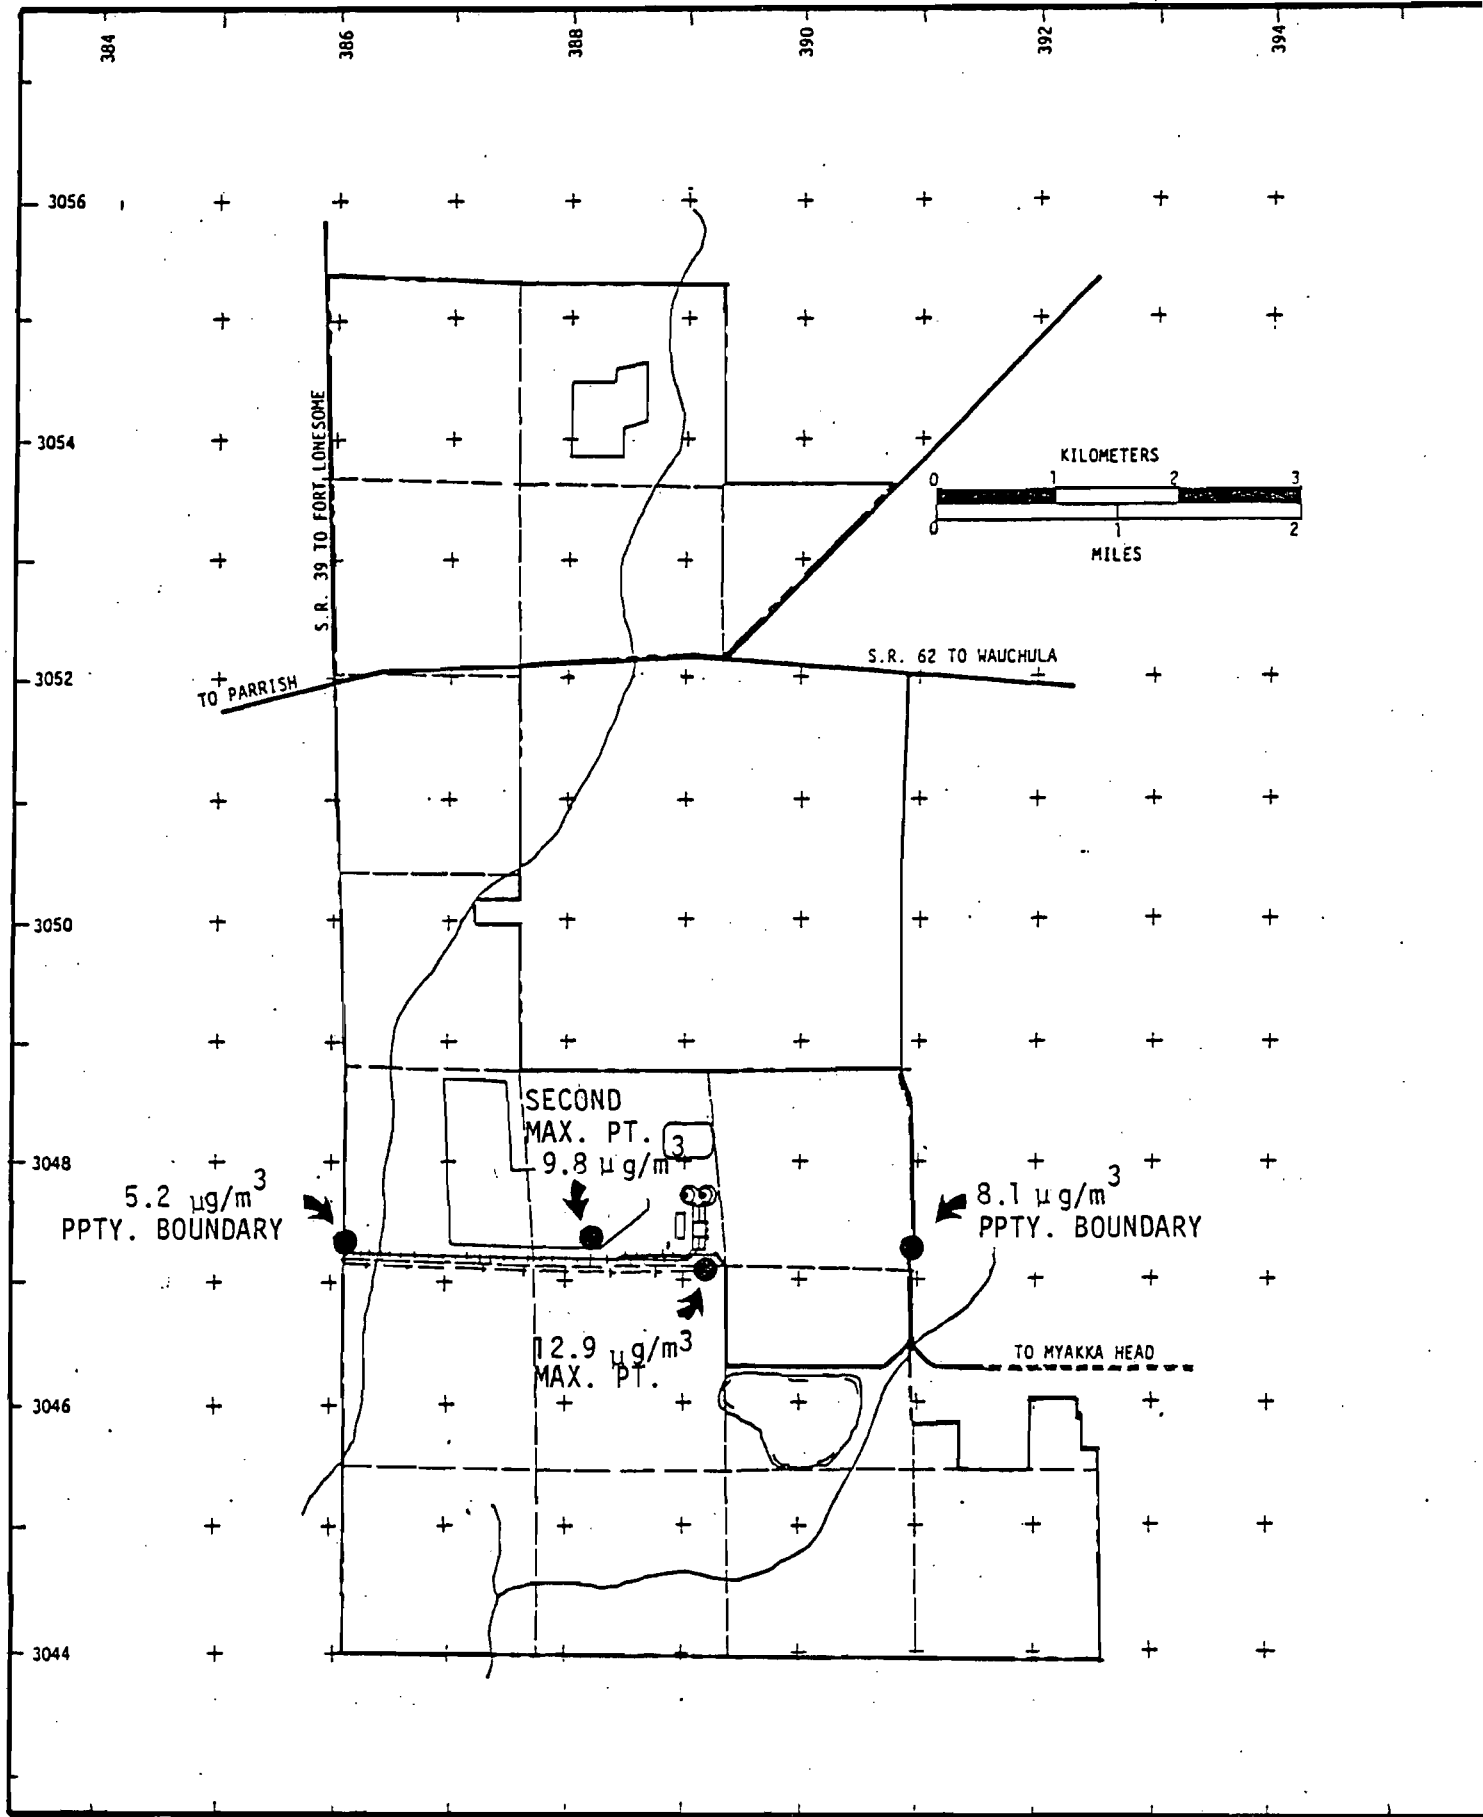 384
386
388
390
392
394
3056
3054
3052
3050
3048
3046
3044
S.R. 39 TO FORT LONESOME
KILOMETERS
0 1 2 3
0 1 2
MILES
S.R. 62 TO WAUCHULA
TO PARRISH
SECOND
MAX. PT.
9.8 µg/m³
5.2 µg/m³
PPTY. BOUNDARY
8.1 µg/m³
PPTY. BOUNDARY
12.9 µg/m³
MAX. PT.
TO MYAKKA HEAD